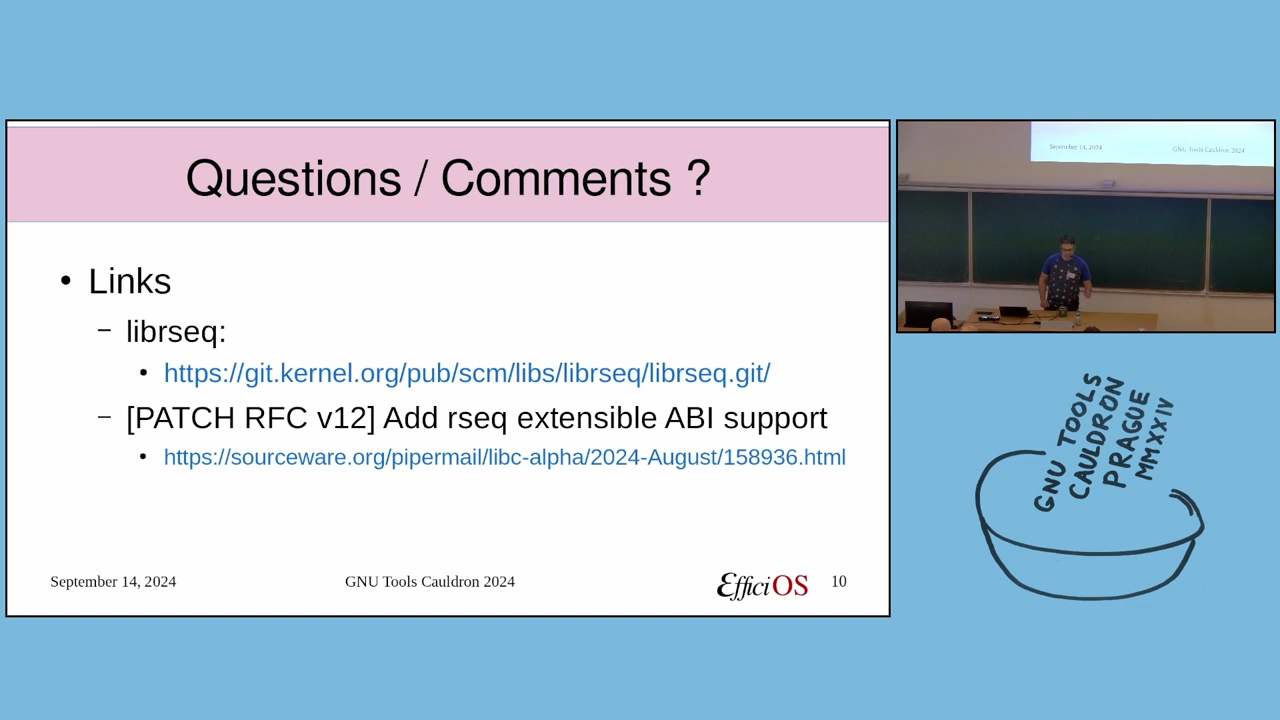 Questions / Comments ?
• Links
– librseq:
• https://git.kernel.org/pub/scm/libs/librseq/librseq.git/
– [PATCH RFC v12] Add rseq extensible ABI support
• https://sourceware.org/pipermail/libc-alpha/2024-August/158936.html
September 14, 2024
GNU Tools Cauldron 2024
EfficiOS
10
September 14, 2024
GNU Tools Cauldron 2024
GNU TOOLS
CAULDRON
PRAGUE
MMXXIV